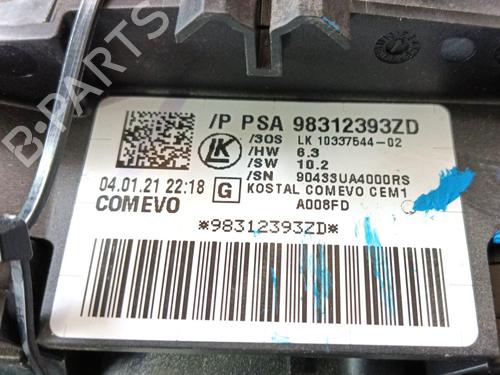 /P PSA 98312393ZD
/SOS LK 10337544-02
/HW 6.3
/SW 10.2
/SN 90433UA4000RS
LK
04.01.21 22:18 G KOSTAL COMEVO CEM1
COMEVO A008FD
*98312393ZD*
B-Parts